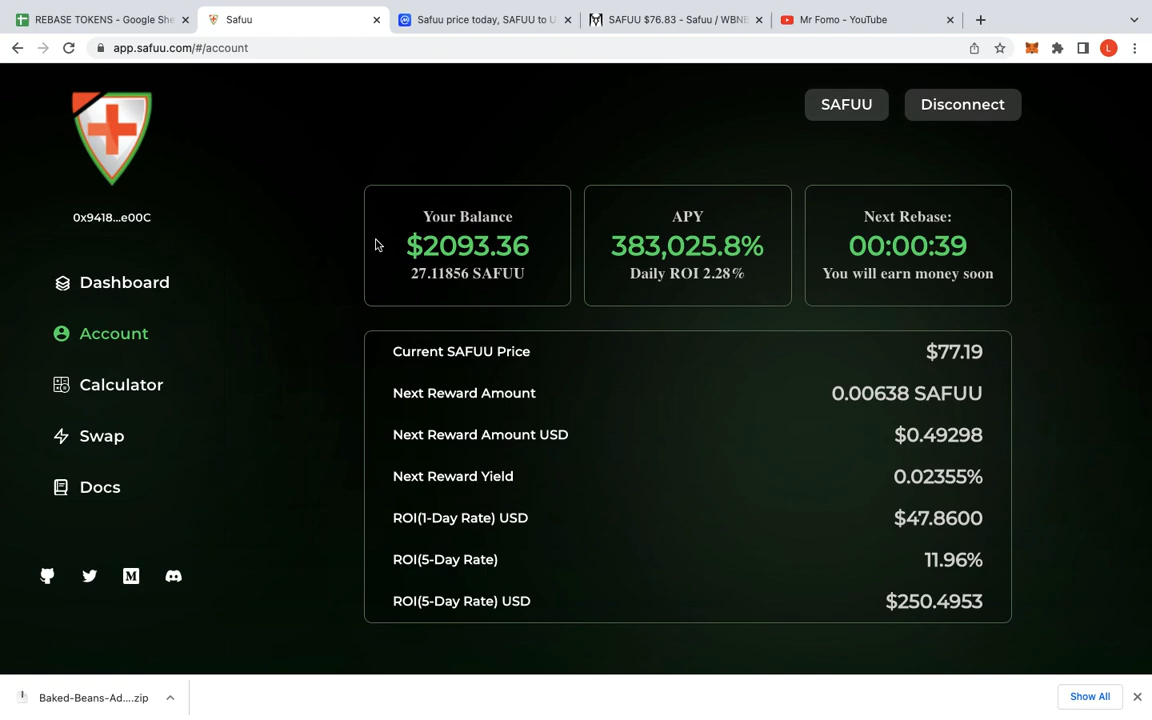 REBASE TOKENS - Google She
Safuu
Safuu price today, SAFUU to U
SAFUU $76.83 - Safuu / WBNB
Mr Fomo - YouTube
app.safuu.com/#/account
L
SAFUU
Disconnect
0x9418...e00C
Dashboard
Account
Calculator
Swap
Docs
Your Balance
$2093.36
27.11856 SAFUU
APY
383,025.8%
Daily ROI 2.28%
Next Rebase:
00:00:39
You will earn money soon
Current SAFUU Price
$77.19
Next Reward Amount
0.00638 SAFUU
Next Reward Amount USD
$0.49298
Next Reward Yield
0.02355%
ROI(1-Day Rate) USD
$47.8600
ROI(5-Day Rate)
11.96%
ROI(5-Day Rate) USD
$250.4953
M
Baked-Beans-Ad....zip
Show All